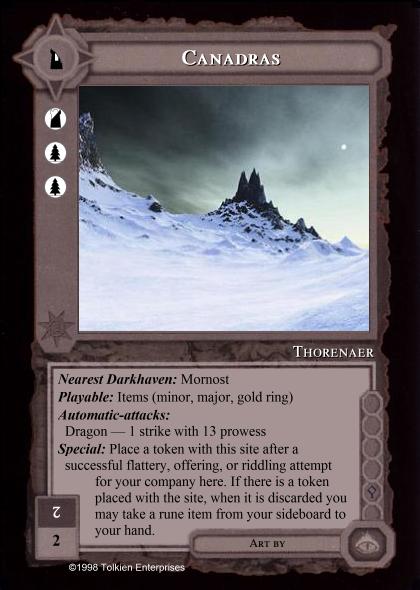 CANADRAS
THORENAER
Nearest Darkhaven: Mornost
Playable: Items (minor, major, gold ring)
Automatic-attacks:
Dragon — 1 strike with 13 prowess
Special: Place a token with this site after a
successful flattery, offering, or riddling attempt
for your company here. If there is a token
placed with the site, when it is discarded you
may take a rune item from your sideboard to
your hand.
2
2
ART BY
©1998 Tolkien Enterprises